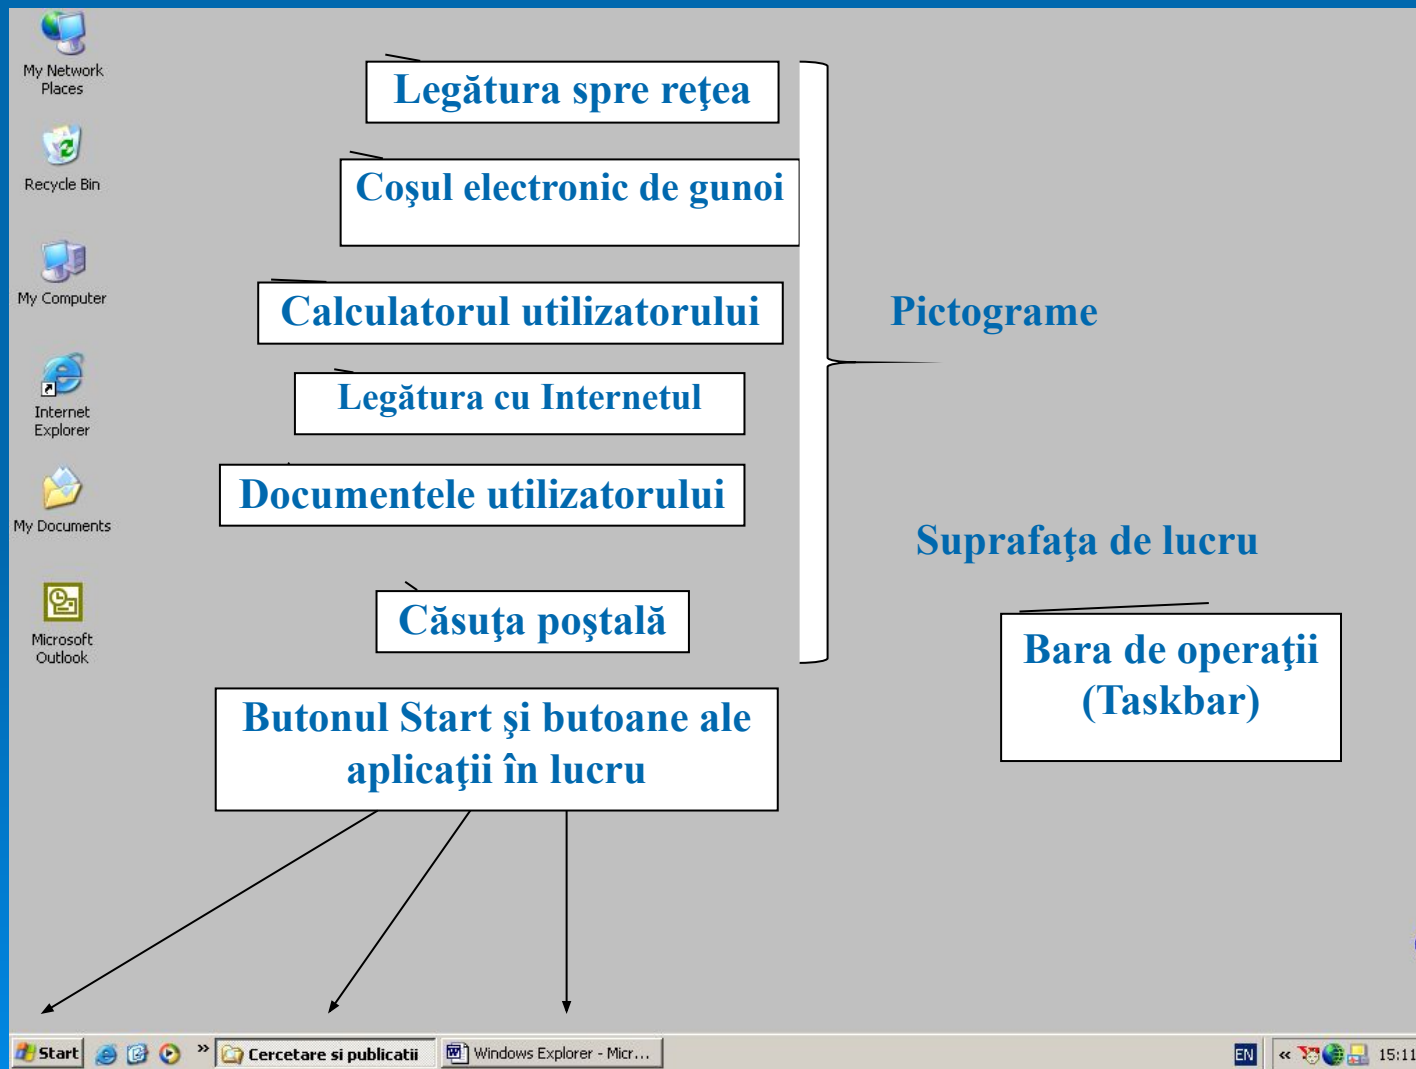 My Network
Places
Legătura spre reţea
Recycle Bin
Coşul electronic de gunoi
My Computer
Calculatorul utilizatorului
Pictograme
Internet
Explorer
Legătura cu Internetul
My Documents
Documentele utilizatorului
Suprafaţa de lucru
Microsoft
Outlook
Căsuţa poştală
Bara de operaţii
(Taskbar)
Butonul Start şi butoane ale
aplicaţii în lucru
Start
»
Cercetare si publicatii
Windows Explorer - Micr...
EN
«
15:11